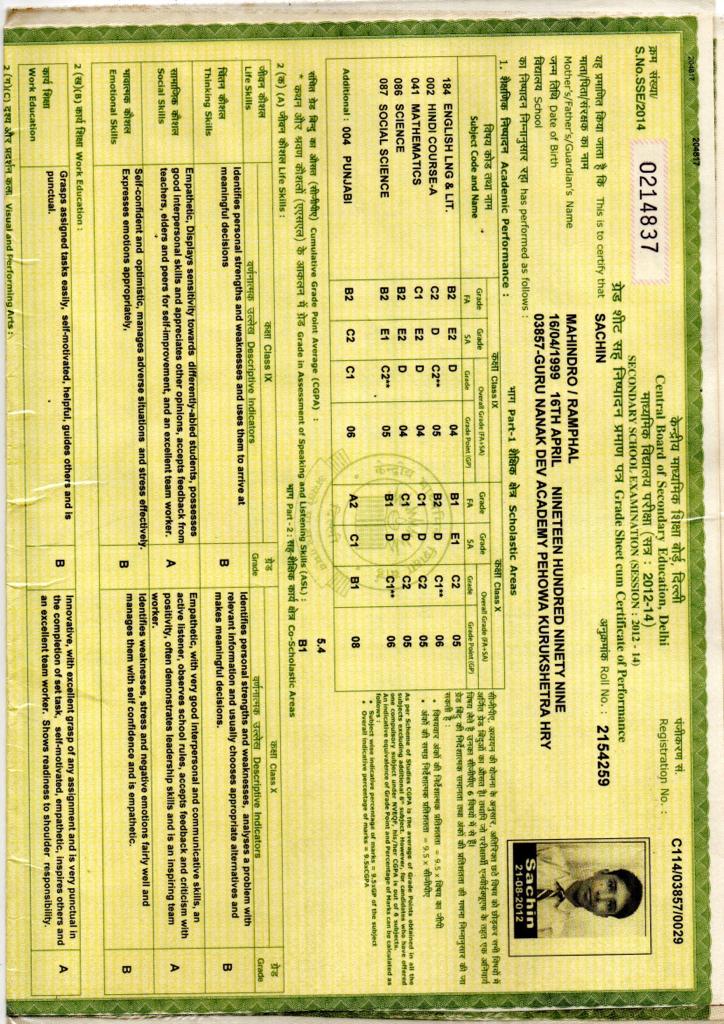 204817 204817
केन्द्रीय माध्यमिक शिक्षा बोर्ड, दिल्ली
Central Board of Secondary Education, Delhi
पंजीकरण सं. C114/03857/0029
Registration No. :
क्रम संख्या/
S.No.SSE/2014 0214837
माध्यमिक विद्यालय परीक्षा (सत्र : 2012-14)
SECONDARY SCHOOL EXAMINATION (SESSION : 2012 - 14)
ग्रेड शीट सह निष्पादन प्रमाण पत्र Grade Sheet cum Certificate of Performance
यह प्रमाणित किया जाता है कि This is to certify that SACHIN अनुक्रमांक Roll No. : 2154259
माता/पिता/संरक्षक का नाम
Mother's/Father's/Guardian's Name MAHINDRO / RAMPHAL
जन्म तिथि Date of Birth 16/04/1999 16TH APRIL NINETEEN HUNDRED NINETY NINE
विद्यालय School 03857-GURU NANAK DEV ACADEMY PEHOWA KURUKSHETRA HRY
Sachin
21-08-2012
का निष्पादन निम्नानुसार रहा has performed as follows :
भाग Part-1 शैक्षिक क्षेत्र Scholastic Areas
1. शैक्षणिक निष्पादन Academic Performance :
विषय कोड तथा नाम कक्षा Class IX कक्षा Class X
Subject Code and Name Grade Grade Overall Grade (FA+SA) Grade Grade Overall Grade (FA+SA)
FA SA Grade Grade Point(GP) FA SA Grade Grade Point(GP)
184 ENGLISH LNG & LIT. B2 E2 D 04 B1 E1 C2 05
002 HINDI COURSE-A C2 D C2** 05 B2 D C1** 06
041 MATHEMATICS C1 E2 D 04 C1 D C2 05
086 SCIENCE B2 E2 D 04 C1 D C2 05
087 SOCIAL SCIENCE B2 E1 C2** 05 B1 D C1** 06
Additional : 004 PUNJABI B2 C2 C1 06 A2 C1 B1 08
सीजीपीए, अध्ययन की योजना के अनुसार, अतिरिक्त छठे विषय को छोड़कर सभी विषयों में
अर्जित ग्रेड बिंदुओं का औसत है। तथापि जो परीक्षार्थी एनवीईक्यूएफ के तहत एक अनिवार्य
विषय लेते है उनका सीजीपीए 6 विषयों में से है।
ग्रेड बिंदु की निर्देशात्मक समानता तथा अंकों की प्रतिशतता की गणना निम्नानुसार की जा
सकती है :
• विषयवार अंकों की निर्देशात्मक प्रतिशतता = 9.5 x विषय का जीपी
• अंकों की समग्र निर्देशात्मक प्रतिशतता = 9.5 x सीजीपीए
As per Scheme of Studies CGPA is the average of Grade Points obtained in all the
subjects excluding additional 6th subject. However, for candidates who have offered
one compulsory subject under NVEQF, his/her CGPA is out of 6 subjects.
An indicative equivalence of Grade Point and Percentage of Marks can be calculated as
follows :
• Subject wise indicative percentage of marks = 9.5xGP of the subject
• Overall indicative percentage of marks = 9.5xCGPA
संचित ग्रेड बिन्दु का औसत (सीजीपीए) Cumulative Grade Point Average (CGPA) : 5.4
* कथन और श्रवण कौशलों (एएसएल) के आकलन में ग्रेड Grade in Assessment of Speaking and Listening Skills (ASL) : B1
भाग Part - 2 : सह-शैक्षिक कार्य क्षेत्र Co-Scholastic Areas
2 (क) (A) जीवन कौशल Life Skills :
जीवन कौशल कक्षा Class IX ग्रेड कक्षा Class X ग्रेड
Life Skills वर्णनात्मक उल्लेख Descriptive Indicators Grade वर्णनात्मक उल्लेख Descriptive Indicators Grade
चिंतन कौशल
Thinking Skills
Identifies personal strengths and weaknesses and uses them to arrive at
meaningful decisions
B
Identifies personal strengths and weaknesses, analyses a problem with
relevant information and usually chooses appropriate alternatives and
makes meaningful decisions.
B
सामाजिक कौशल
Social Skills
Empathetic, Displays sensitivity towards differently-abled students, possesses
good interpersonal skills and appreciates other opinions, accepts feedback from
teachers, elders and peers for self-improvement, and an excellent team worker.
A
Empathetic, with very good interpersonal and communicative skills, an
active listener, observes school rules, accepts feedback and criticism with
positivity, often demonstrates leadership skills and is an inspiring team
worker.
A
भावात्मक कौशल
Emotional Skills
Self-confident and optimistic, manages adverse situations and stress effectively.
Expresses emotions appropriately,
B
Identifies weaknesses, stress and negative emotions fairly well and
manages them with self confidence and is empathetic.
B
2 (ख)(B) कार्य शिक्षा Work Education :
कार्य शिक्षा
Work Education
Grasps assigned tasks easily, self-motivated, helpful, guides others and is
punctual.
B
Innovative, with excellent grasp of any assignment and is very punctual in
the completion of set task, self-motivated, empathetic, inspires others and
an excellent team worker. Shows readiness to shoulder responsibility.
A
2 (ग)(C) दृश्य और प्रदर्शन कला Visual and Performing Arts :